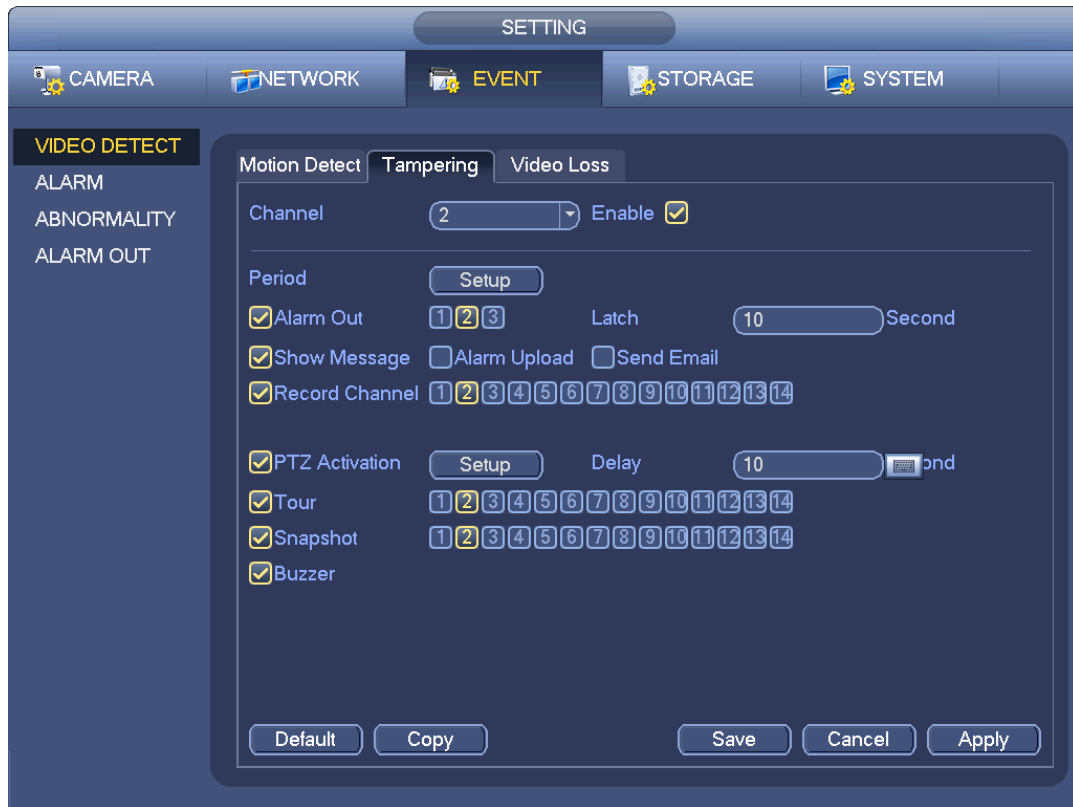 SETTING
CAMERA NETWORK EVENT STORAGE SYSTEM
VIDEO DETECT
ALARM
ABNORMALITY
ALARM OUT
Motion Detect Tampering Video Loss
Channel 2 Enable
Period Setup
Alarm Out 1 2 3 Latch 10 Second
Show Message Alarm Upload Send Email
Record Channel 1 2 3 4 5 6 7 8 9 10 11 12 13 14
PTZ Activation Setup Delay 10 ond
Tour 1 2 3 4 5 6 7 8 9 10 11 12 13 14
Snapshot 1 2 3 4 5 6 7 8 9 10 11 12 13 14
Buzzer
Default Copy Save Cancel Apply